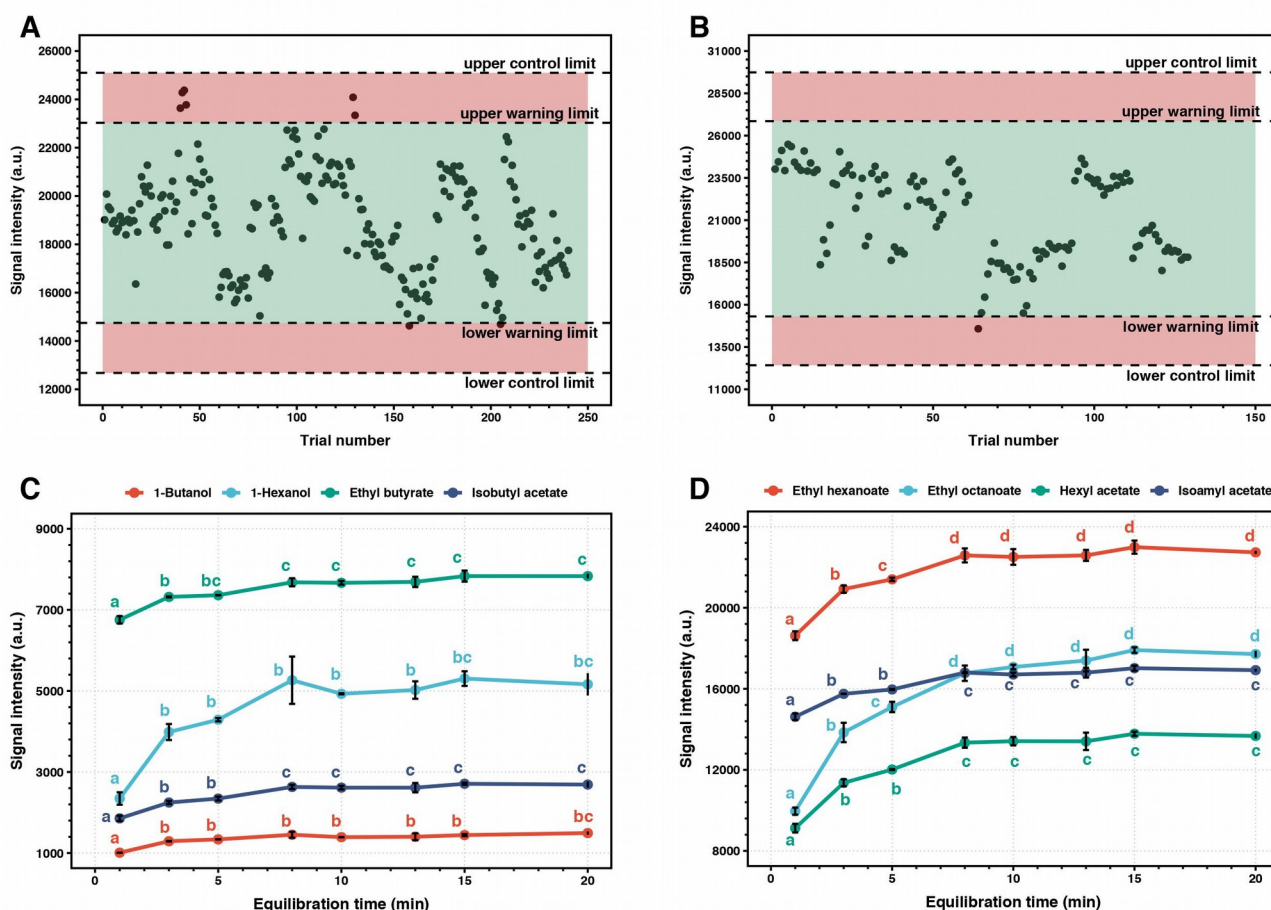 A
26000
24000
22000
20000
18000
16000
14000
12000
Signal intensity (a.u.)
upper control limit
upper warning limit
lower warning limit
lower control limit
0 50 100 150 200 250
Trial number
B
31000
28500
26000
23500
21000
18500
16000
13500
11000
Signal intensity (a.u.)
upper control limit
upper warning limit
lower warning limit
lower control limit
0 50 100 150
Trial number
C
1-Butanol 1-Hexanol Ethyl butyrate Isobutyl acetate
9000
7000
5000
3000
1000
Signal intensity (a.u.)
a b bc c c c c c
a b b b b b bc bc
a b b c c c c c
a b b b b b b bc
0 5 10 15 20
Equilibration time (min)
D
Ethyl hexanoate Ethyl octanoate Hexyl acetate Isoamyl acetate
24000
20000
16000
12000
8000
Signal intensity (a.u.)
a b c d d d d d
a b c d d d d d
a b b c c c c c
a b b c c c c c
0 5 10 15 20
Equilibration time (min)